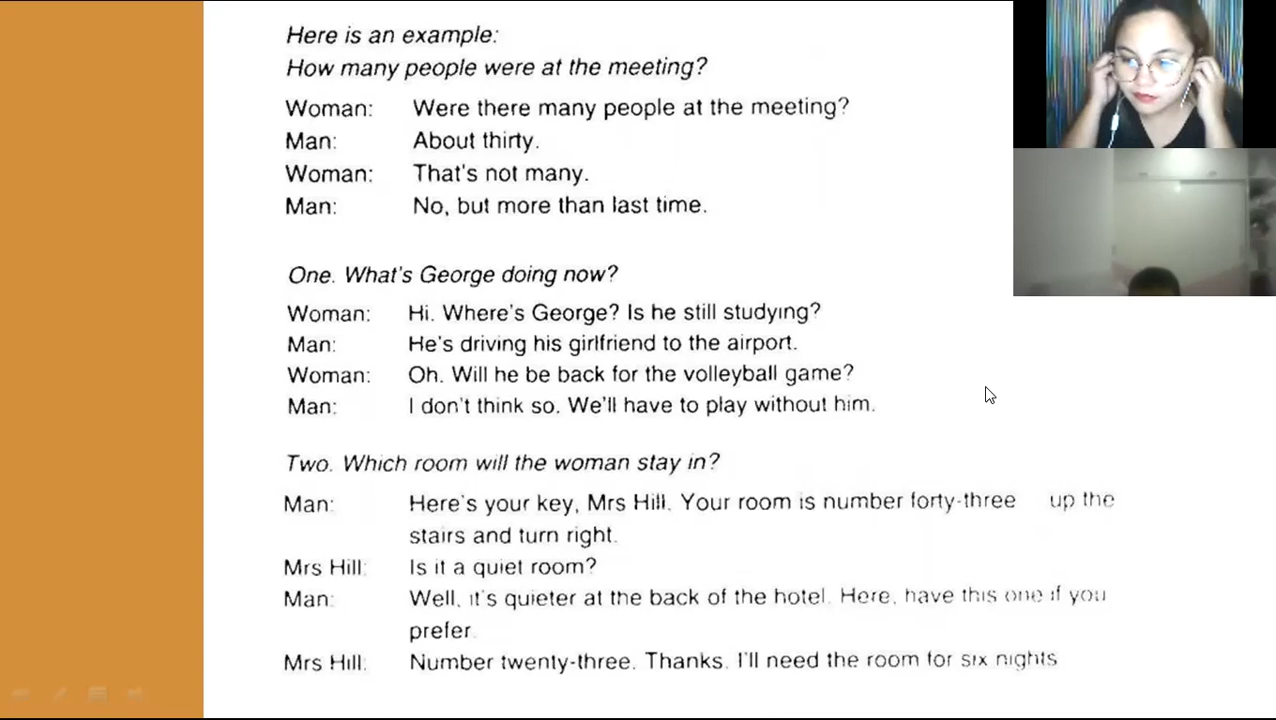 Here is an example:
How many people were at the meeting?
Woman: Were there many people at the meeting?
Man: About thirty.
Woman: That's not many.
Man: No, but more than last time.
One. What's George doing now?
Woman: Hi. Where's George? Is he still studying?
Man: He's driving his girlfriend to the airport.
Woman: Oh. Will he be back for the volleyball game?
Man: I don't think so. We'll have to play without him.
Two. Which room will the woman stay in?
Man: Here's your key, Mrs Hill. Your room is number forty-three up the
stairs and turn right.
Mrs Hill: Is it a quiet room?
Man: Well, it's quieter at the back of the hotel. Here, have this one if you
prefer.
Mrs Hill: Number twenty-three. Thanks. I'll need the room for six nights